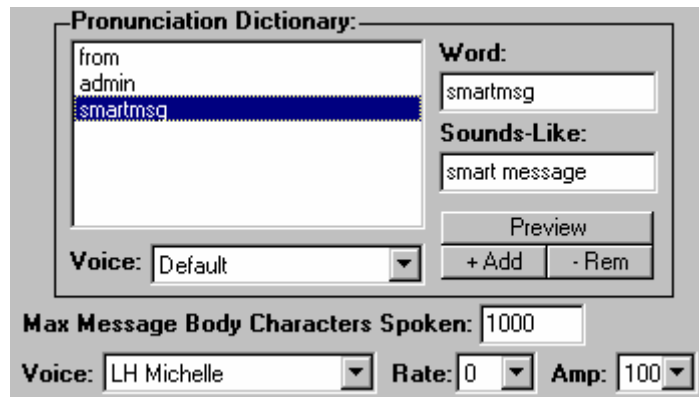 Pronunciation Dictionary:
from
admin
smartmsg
Word:
smartmsg
Sounds-Like:
smart message
Preview
+ Add - Rem
Voice: Default
Max Message Body Characters Spoken: 1000
Voice: LH Michelle Rate: 0 Amp: 100